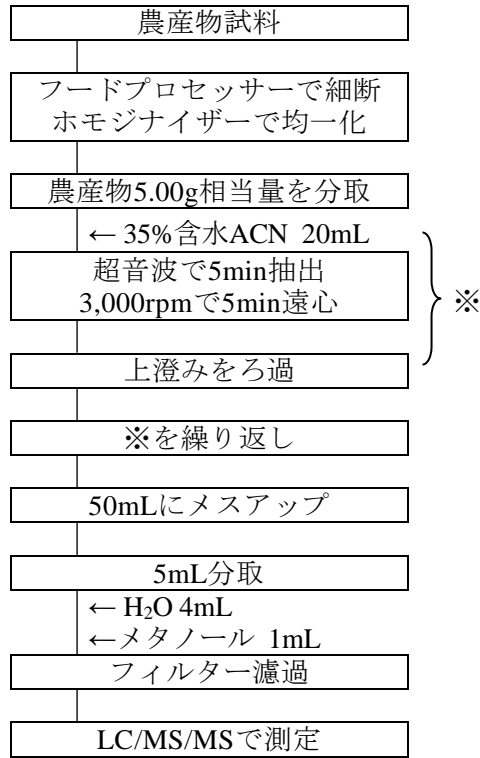 農産物試料
フードプロセッサーで細断
ホモジナイザーで均一化
農産物5.00g相当量を分取
←35%含水ACN 20mL
超音波で5min抽出
3,000rpmで5min遠心
※
上澄みをろ過
※を繰り返し
50mLにメスアップ
5mL分取
←H₂O 4mL
←メタノール 1mL
フィルター濾過
LC/MS/MSで測定